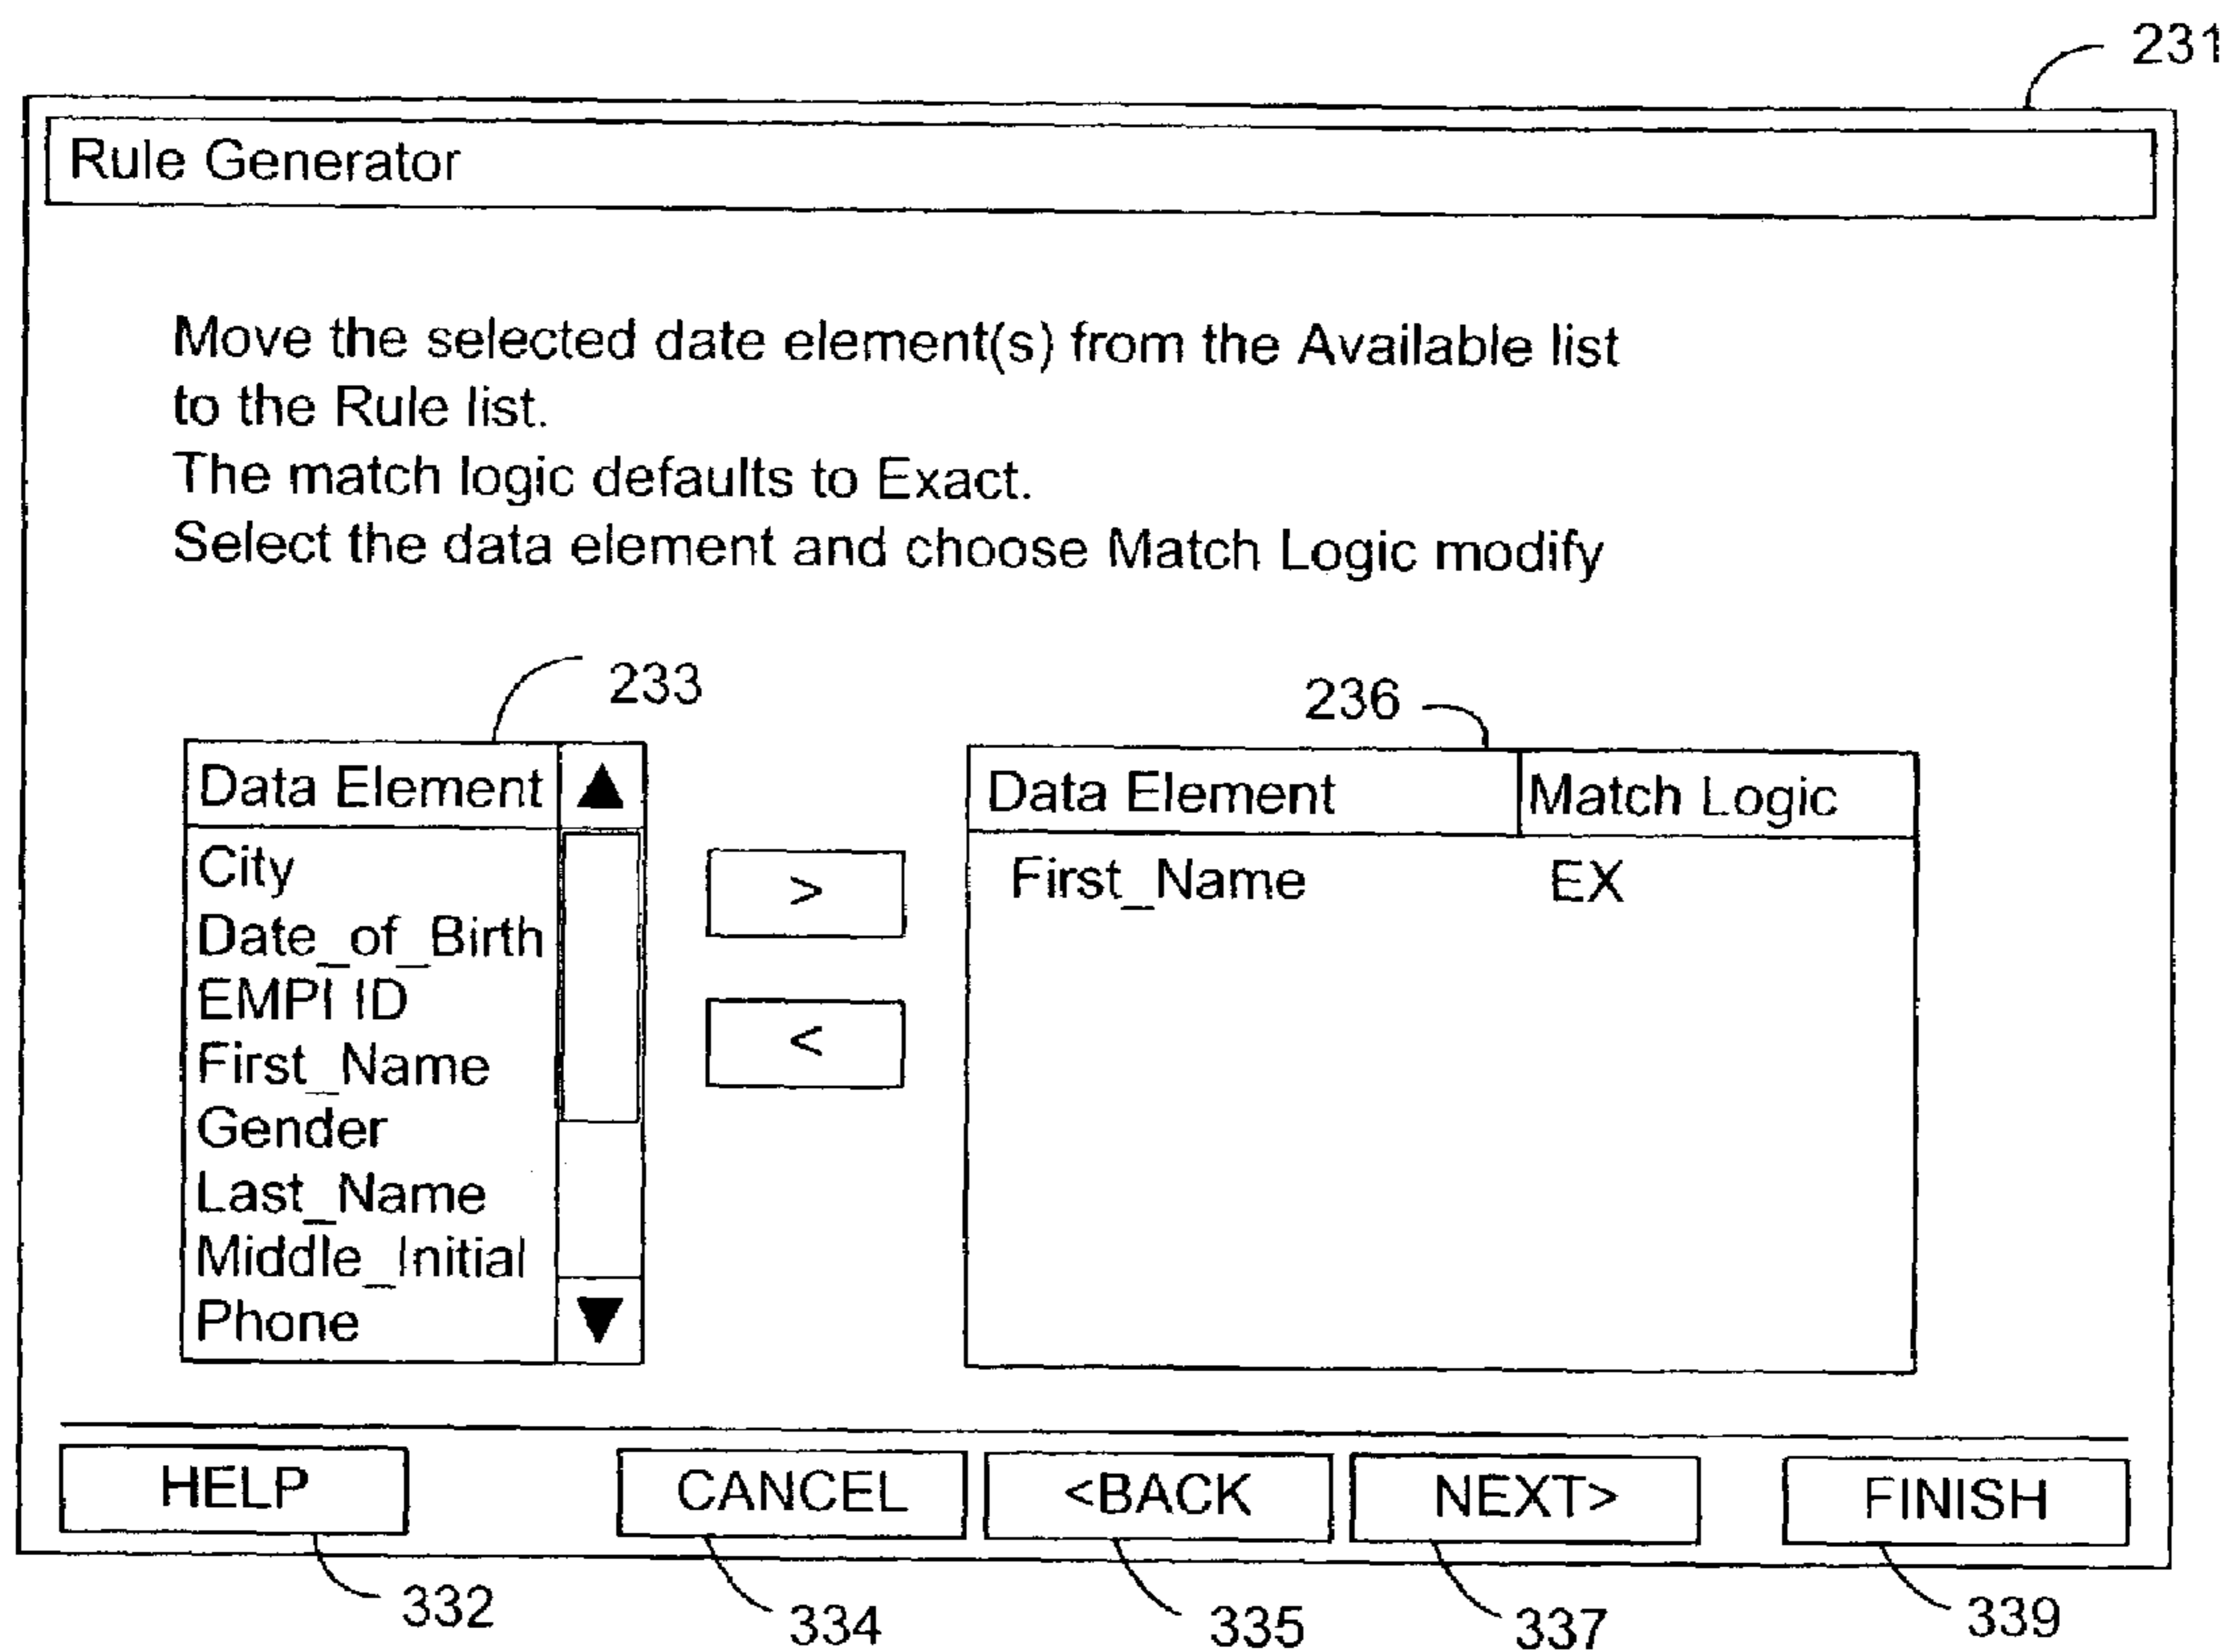 231
Rule Generator
Move the selected date element(s) from the Available list
to the Rule list.
The match logic defaults to Exact.
Select the data element and choose Match Logic modify
233
236
Data Element
City
Date_of_Birth
EMPI ID
First_Name
Gender
Last_Name
Middle_Initial
Phone
>
<
Data Element Match Logic
First_Name EX
HELP CANCEL <BACK NEXT> FINISH
332 334 335 337 339